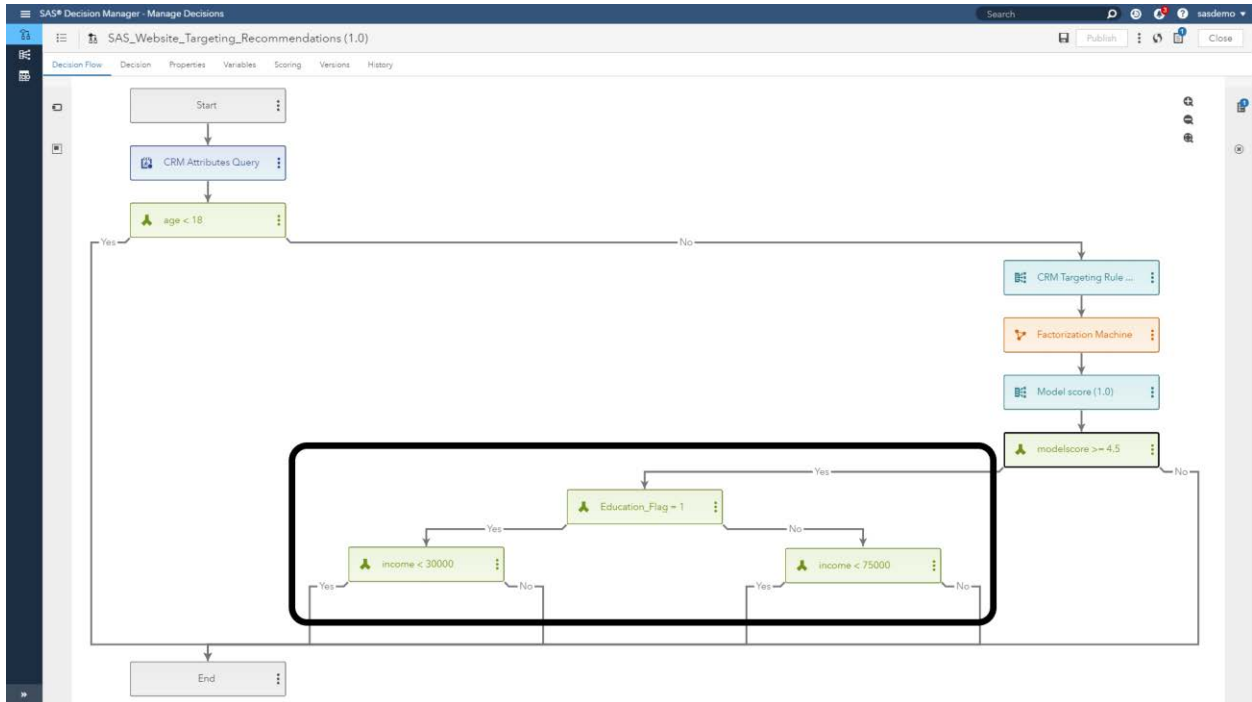 SAS® Decision Manager - Manage Decisions
Search
3
sasdemo
SAS_Website_Targeting_Recommendations (1.0)
Publish
Close
Decision Flow Decision Properties Variables Scoring Versions History
Start
CRM Attributes Query
age < 18
Yes
No
CRM Targeting Rule ...
Factorization Machine
Model score (1.0)
modelscore >= 4.5
Yes
No
Education_Flag = 1
Yes
No
income < 30000
income < 75000
Yes
No
Yes
No
End